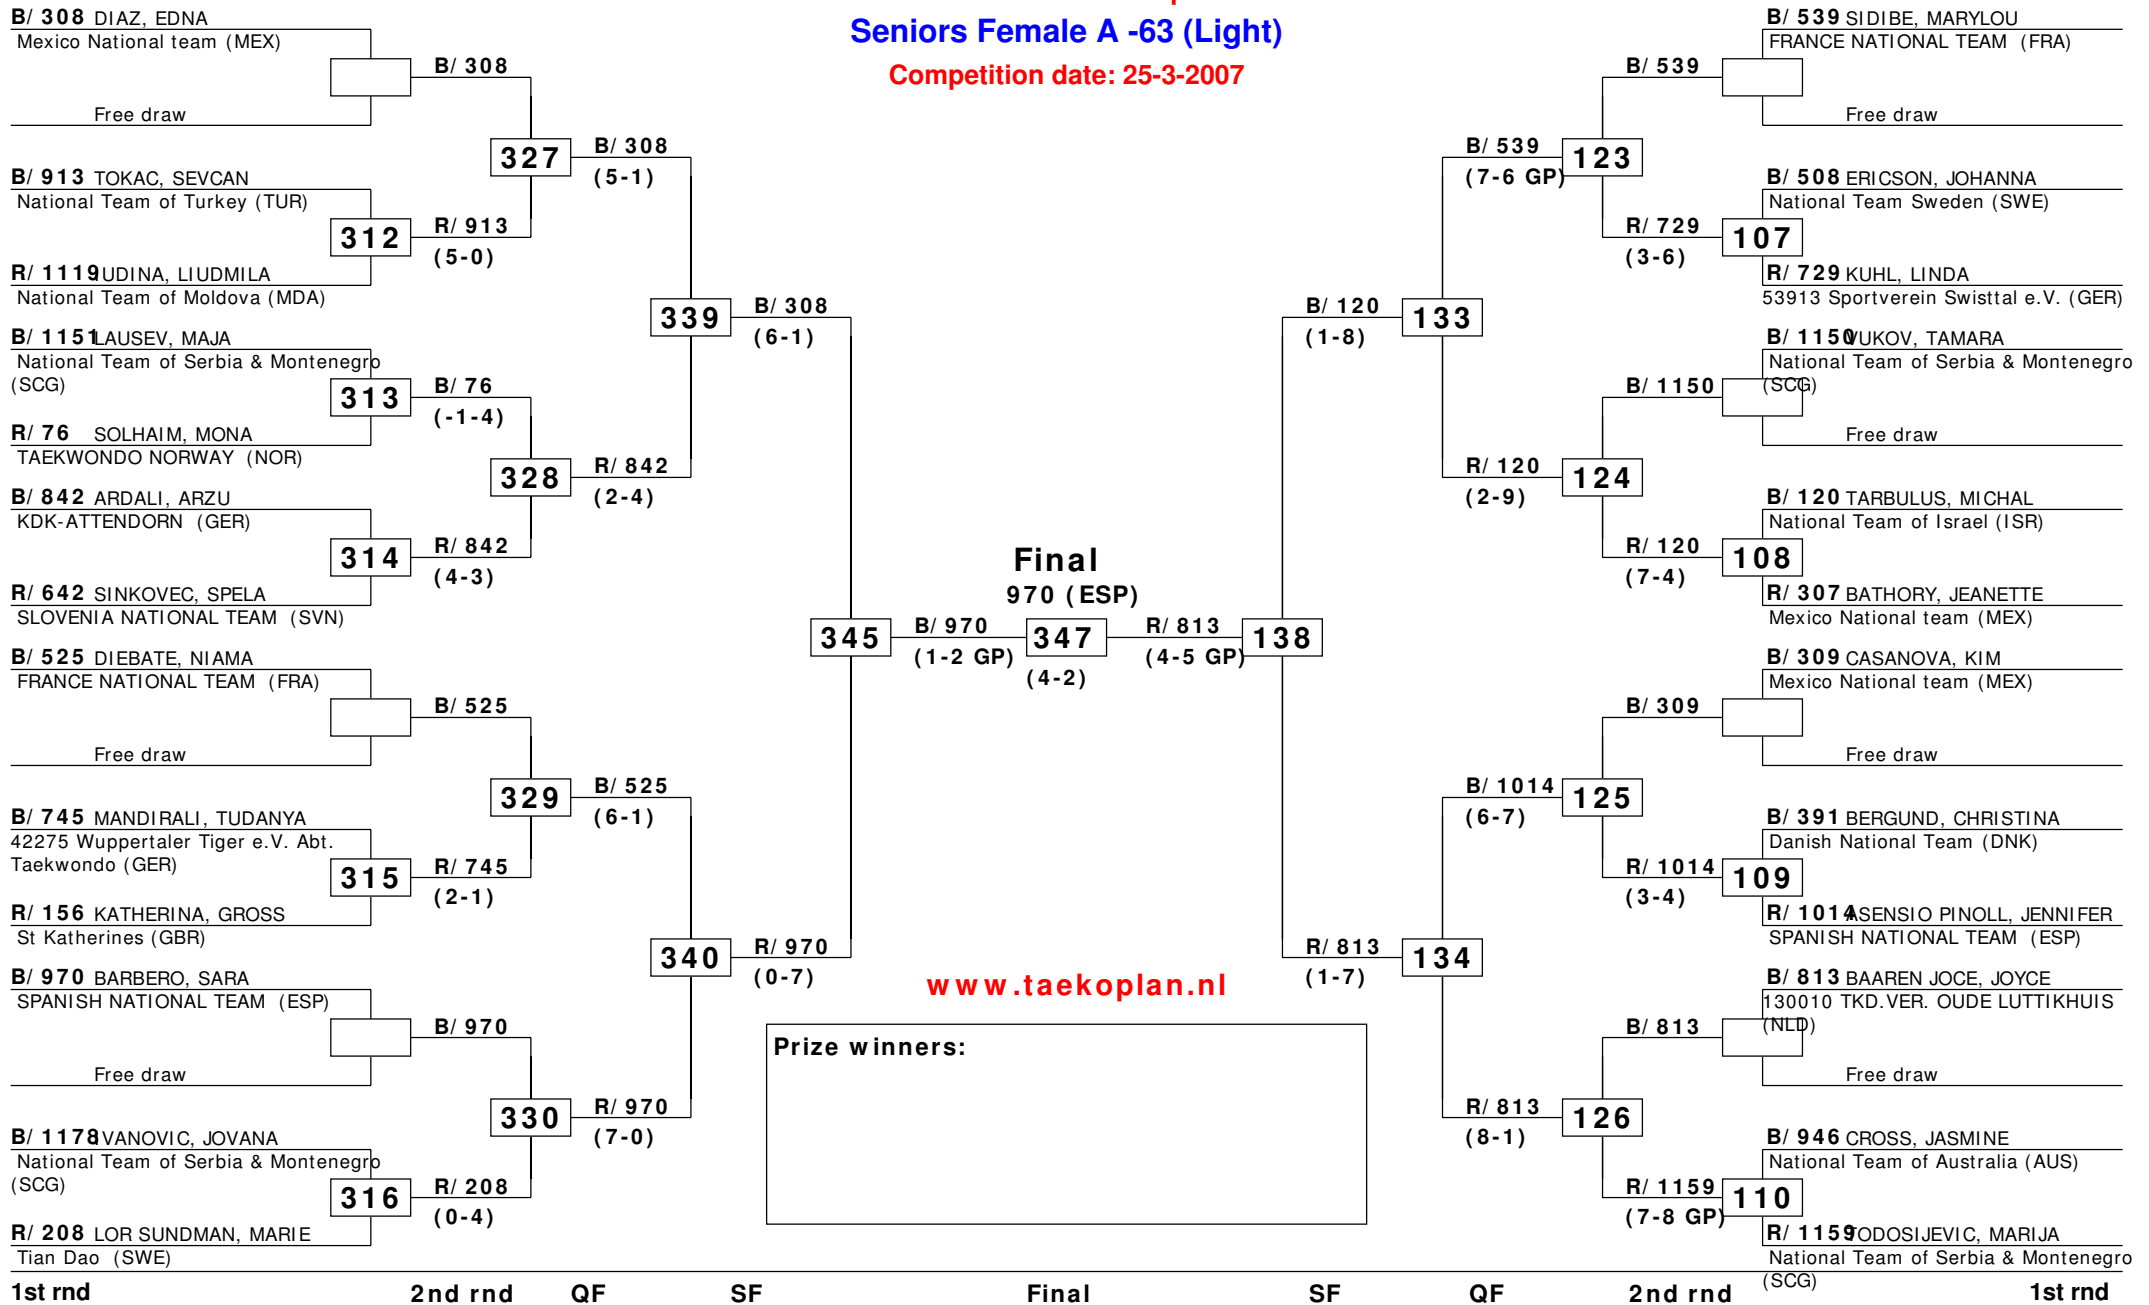 Seniors Female A -63 (Light)
Competition date: 25-3-2007
B/ 308 DIAZ, EDNA
Mexico National team (MEX)
Free draw
B/ 913 TOKAC, SEVCAN
National Team of Turkey (TUR)
R/ 1119 UDINA, LIUDMILA
National Team of Moldova (MDA)
B/ 1151 LAUSEV, MAJA
National Team of Serbia & Montenegro
(SCG)
R/ 76 SOLHAIM, MONA
TAEKWONDO NORWAY (NOR)
B/ 842 ARDALI, ARZU
KDK-ATTENDORN (GER)
R/ 642 SINKOVEC, SPELA
SLOVENIA NATIONAL TEAM (SVN)
B/ 525 DIEBATE, NIAMA
FRANCE NATIONAL TEAM (FRA)
Free draw
B/ 745 MANDIRALI, TUDANYA
42275 Wuppertaler Tiger e.V. Abt.
Taekwondo (GER)
R/ 156 KATHERINA, GROSS
St Katherines (GBR)
B/ 970 BARBERO, SARA
SPANISH NATIONAL TEAM (ESP)
Free draw
B/ 1178 IVANOVIC, JOVANA
National Team of Serbia & Montenegro
(SCG)
R/ 208 LOR SUNDMAN, MARIE
Tian Dao (SWE)
312
313
314
315
316
B/ 308
R/ 913
(5-0)
B/ 76
(-1-4)
R/ 842
(4-3)
B/ 525
R/ 745
(2-1)
B/ 970
R/ 208
(0-4)
327
328
329
330
B/ 308
(5-1)
R/ 842
(2-4)
B/ 525
(6-1)
R/ 970
(7-0)
339
340
B/ 308
(6-1)
R/ 970
(0-7)
345
B/ 970
(1-2 GP)
Final
970 (ESP)
347
(4-2)
R/ 813
(4-5 GP)
138
www.taekoplan.nl
Prize winners:
B/ 120
(1-8)
R/ 813
(1-7)
133
134
B/ 539
(7-6 GP)
R/ 120
(2-9)
B/ 1014
(6-7)
R/ 813
(8-1)
123
124
125
126
B/ 539
R/ 729
(3-6)
B/ 1150
R/ 120
(7-4)
B/ 309
R/ 1014
(3-4)
B/ 813
R/ 1159
(7-8 GP)
107
108
109
110
B/ 539 SIDIBE, MARYLOU
FRANCE NATIONAL TEAM (FRA)
Free draw
B/ 508 ERICSON, JOHANNA
National Team Sweden (SWE)
R/ 729 KUHL, LINDA
53913 Sportverein Swisttal e.V. (GER)
B/ 1150 VUKOV, TAMARA
National Team of Serbia & Montenegro
(SCG)
Free draw
B/ 120 TARBULUS, MICHAL
National Team of Israel (ISR)
R/ 307 BATHORY, JEANETTE
Mexico National team (MEX)
B/ 309 CASANOVA, KIM
Mexico National team (MEX)
Free draw
B/ 391 BERGUND, CHRISTINA
Danish National Team (DNK)
R/ 1014 ASENSIO PINOLL, JENNIFER
SPANISH NATIONAL TEAM (ESP)
B/ 813 BAAREN JOCE, JOYCE
130010 TKD.VER. OUDE LUTTIKHUIS
(NLD)
Free draw
B/ 946 CROSS, JASMINE
National Team of Australia (AUS)
R/ 1159 TODOSIJEVIC, MARIJA
National Team of Serbia & Montenegro
(SCG)
1st rnd 2nd rnd QF SF Final SF QF 2nd rnd 1st rnd